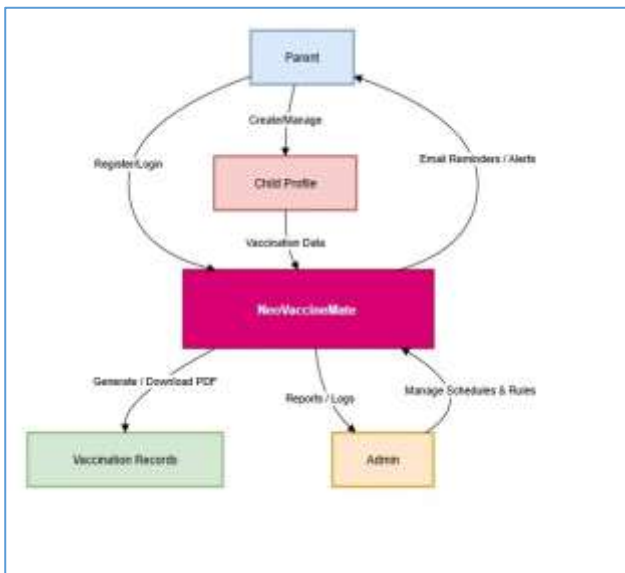 Parent
Create/Manage
Register/Login
Email Reminders / Alerts
Child Profile
Vaccination Data
NeoVaccineMate
Generate / Download PDF
Reports / Logs
Manage Schedules & Rules
Vaccination Records
Admin